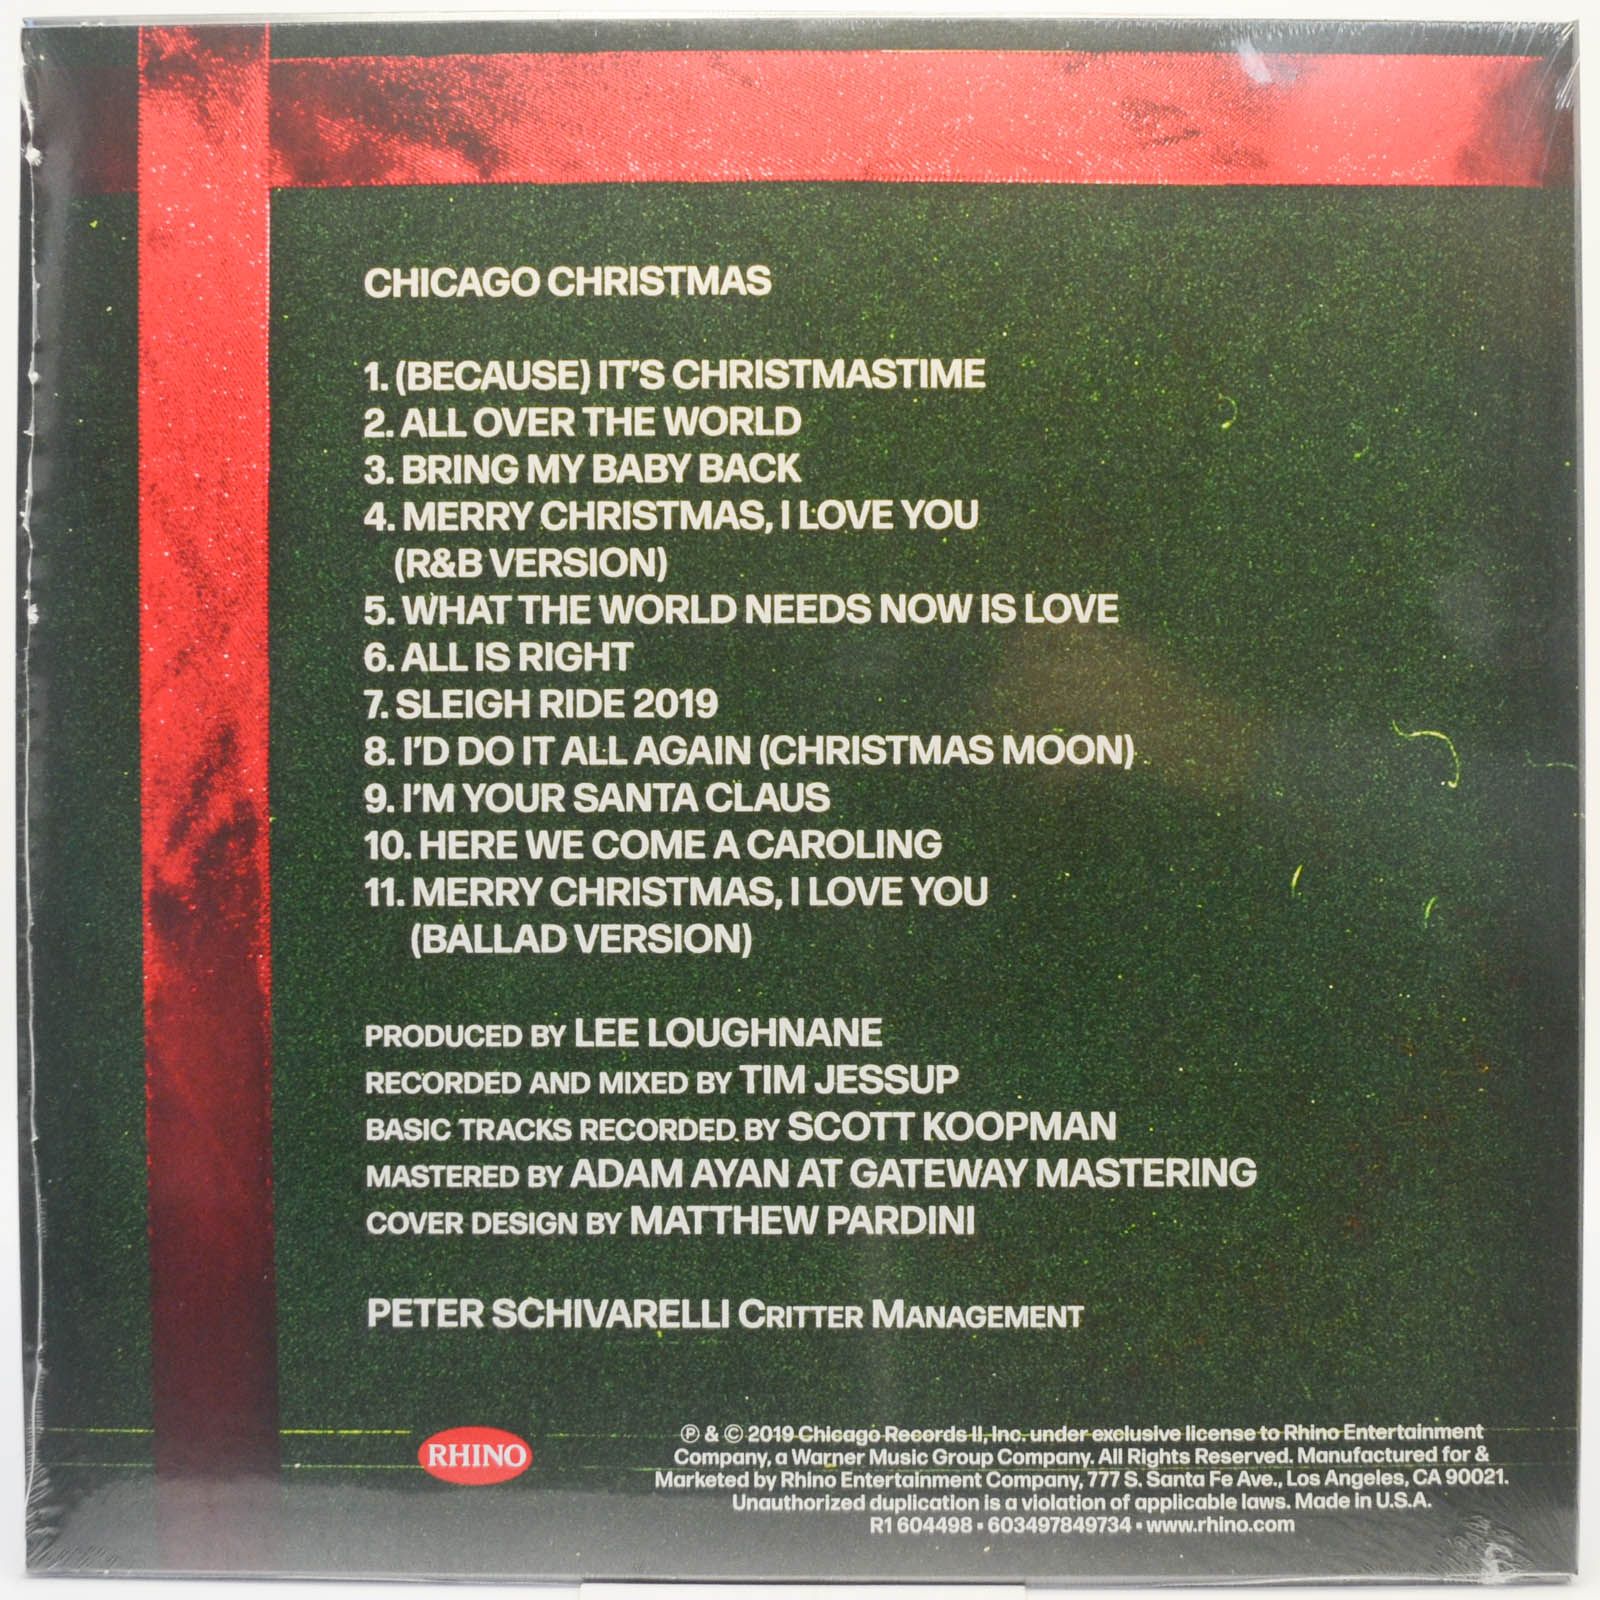 CHICAGO CHRISTMAS
1. (BECAUSE) IT'S CHRISTMASTIME
2. ALL OVER THE WORLD
3. BRING MY BABY BACK
4. MERRY CHRISTMAS, I LOVE YOU
(R&B VERSION)
5. WHAT THE WORLD NEEDS NOW IS LOVE
6. ALL IS RIGHT
7. SLEIGH RIDE 2019
8. I'D DO IT ALL AGAIN (CHRISTMAS MOON)
9. I'M YOUR SANTA CLAUS
10. HERE WE COME A CAROLING
11. MERRY CHRISTMAS, I LOVE YOU
(BALLAD VERSION)
PRODUCED BY LEE LOUGHNANE
RECORDED AND MIXED BY TIM JESSUP
BASIC TRACKS RECORDED BY SCOTT KOOPMAN
MASTERED BY ADAM AYAN AT GATEWAY MASTERING
COVER DESIGN BY MATTHEW PARDINI
PETER SCHIVARELLI CRITTER MANAGEMENT
RHINO
℗ & © 2019 Chicago Records II, Inc. under exclusive license to Rhino Entertainment
Company, a Warner Music Group Company. All Rights Reserved. Manufactured for &
Marketed by Rhino Entertainment Company, 777 S. Santa Fe Ave., Los Angeles, CA 90021.
Unauthorized duplication is a violation of applicable laws. Made in U.S.A.
R1 604498 • 603497849734 • www.rhino.com